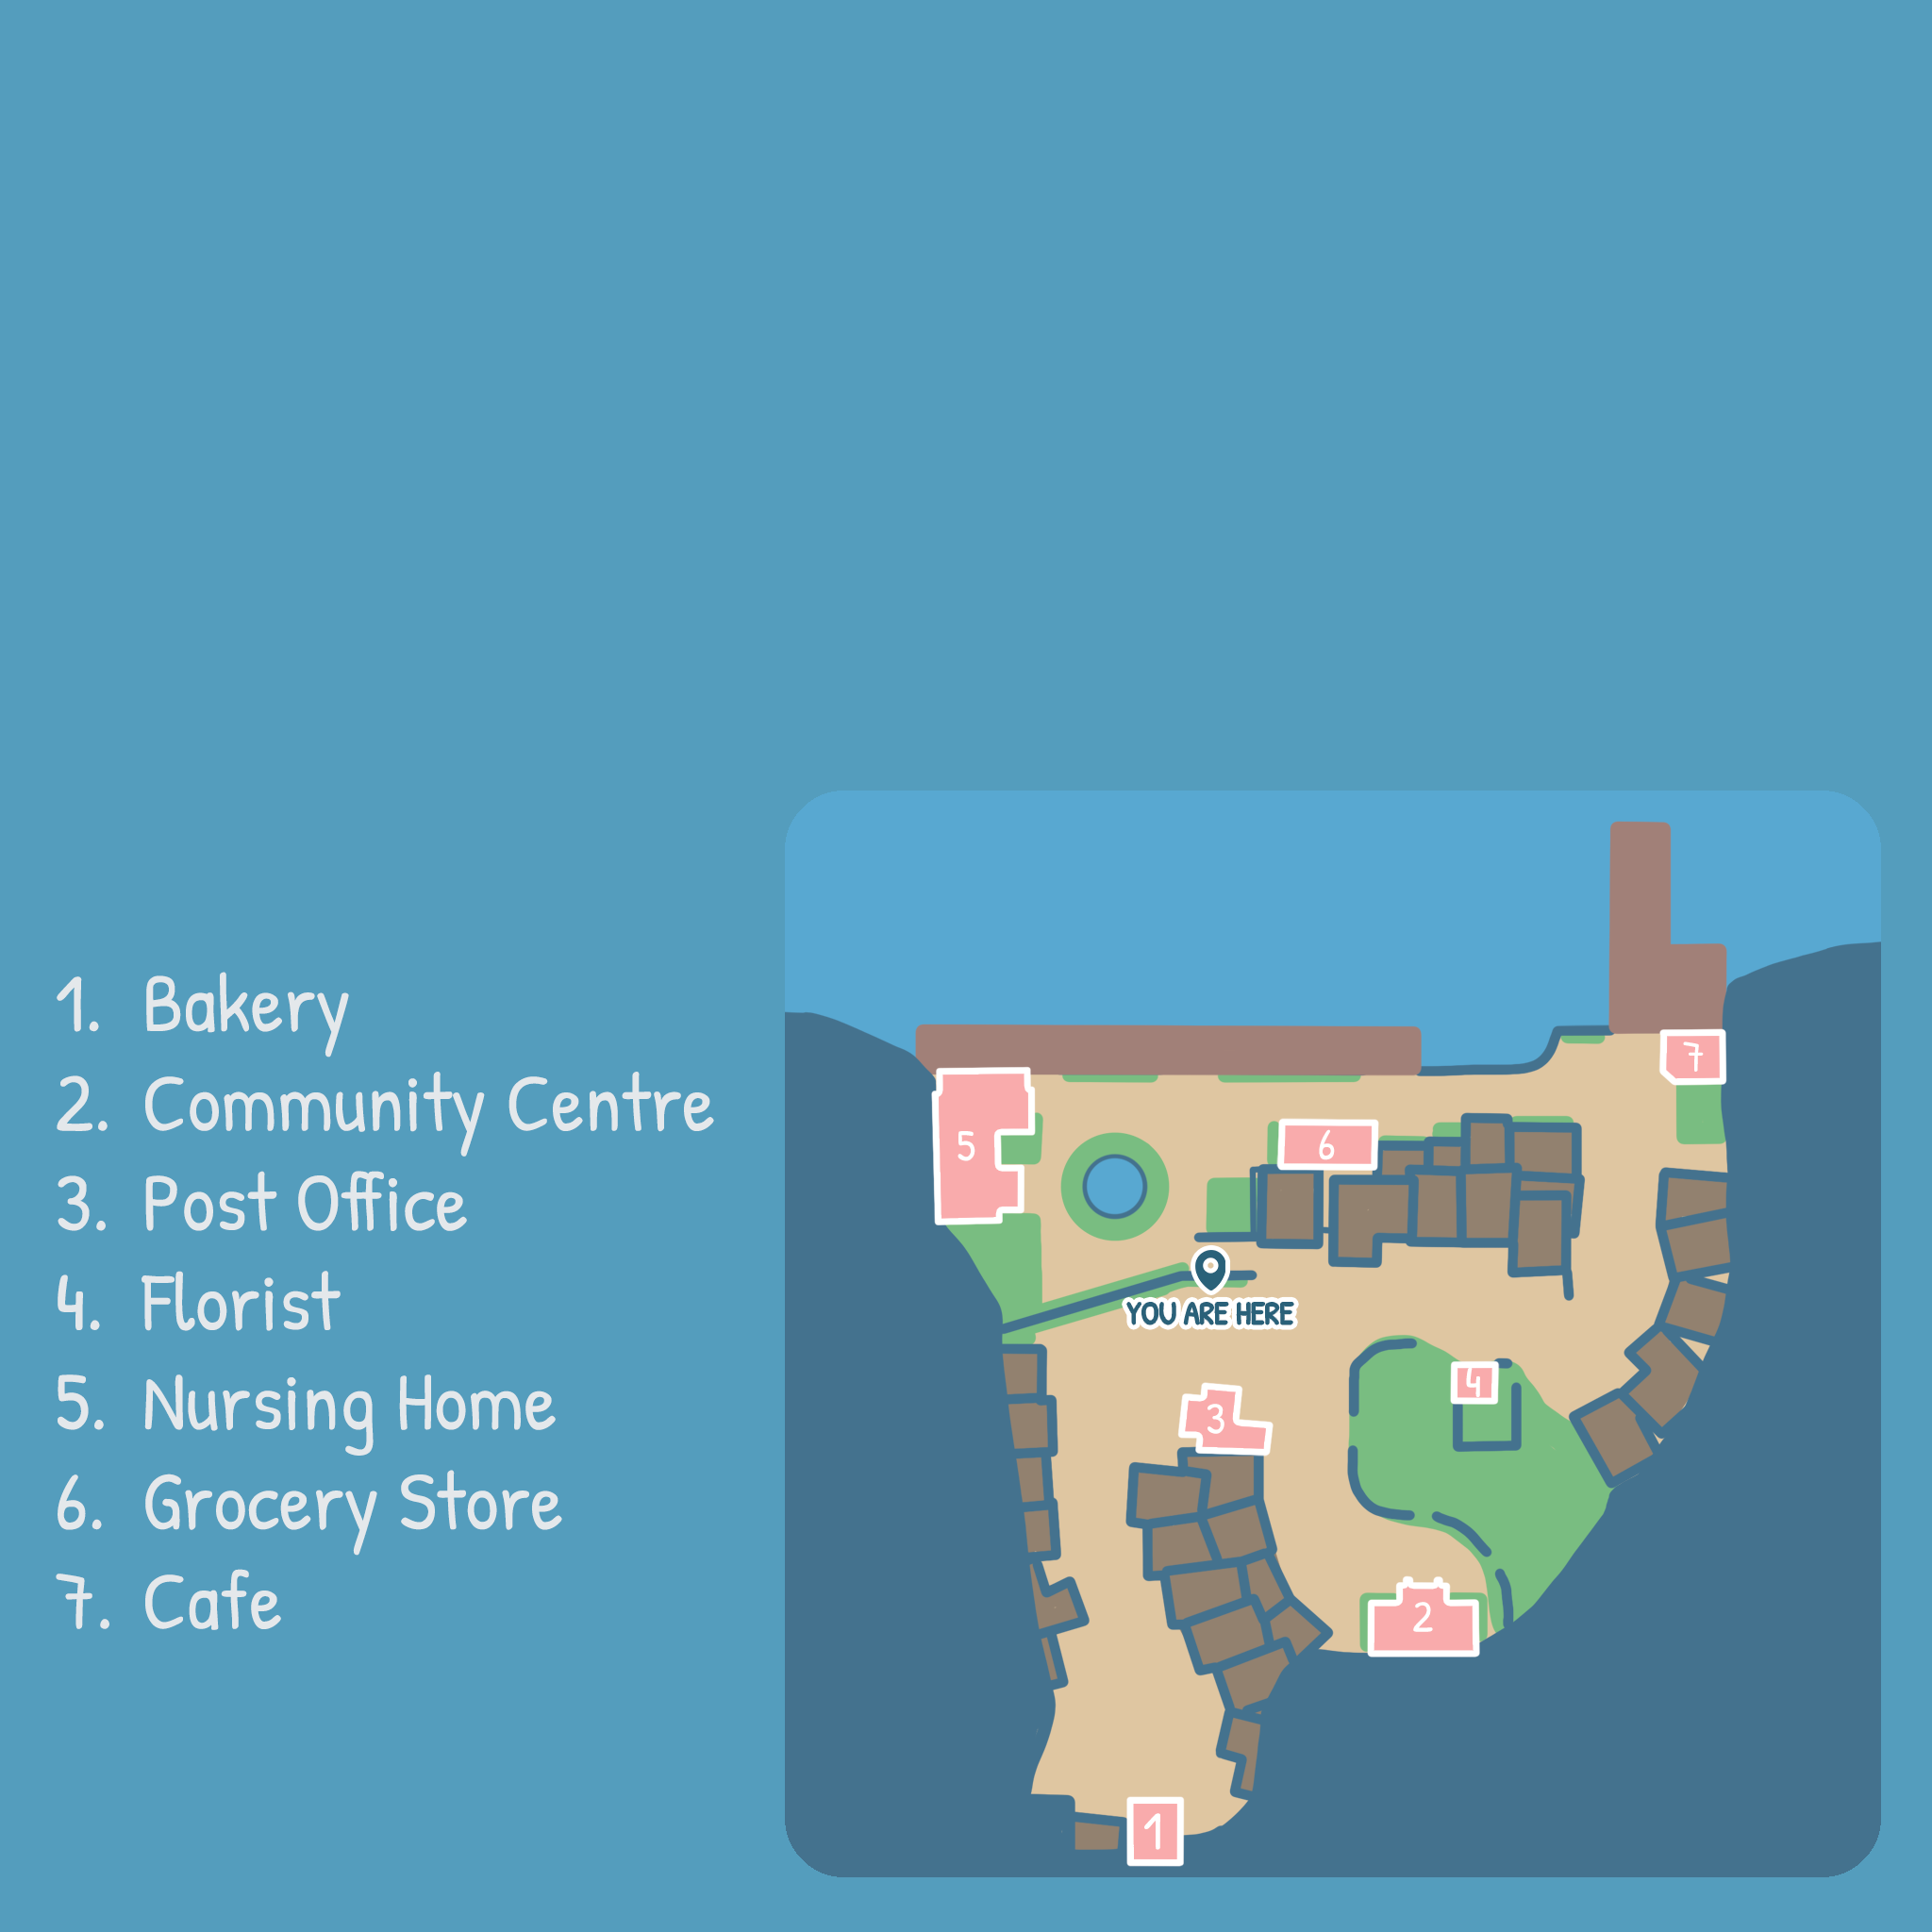 1. Bakery
2. Community Centre
3. Post Office
4. Florist
5. Nursing Home
6. Grocery Store
7. Cafe
7
6
5
YOU ARE HERE
4
3
2
1